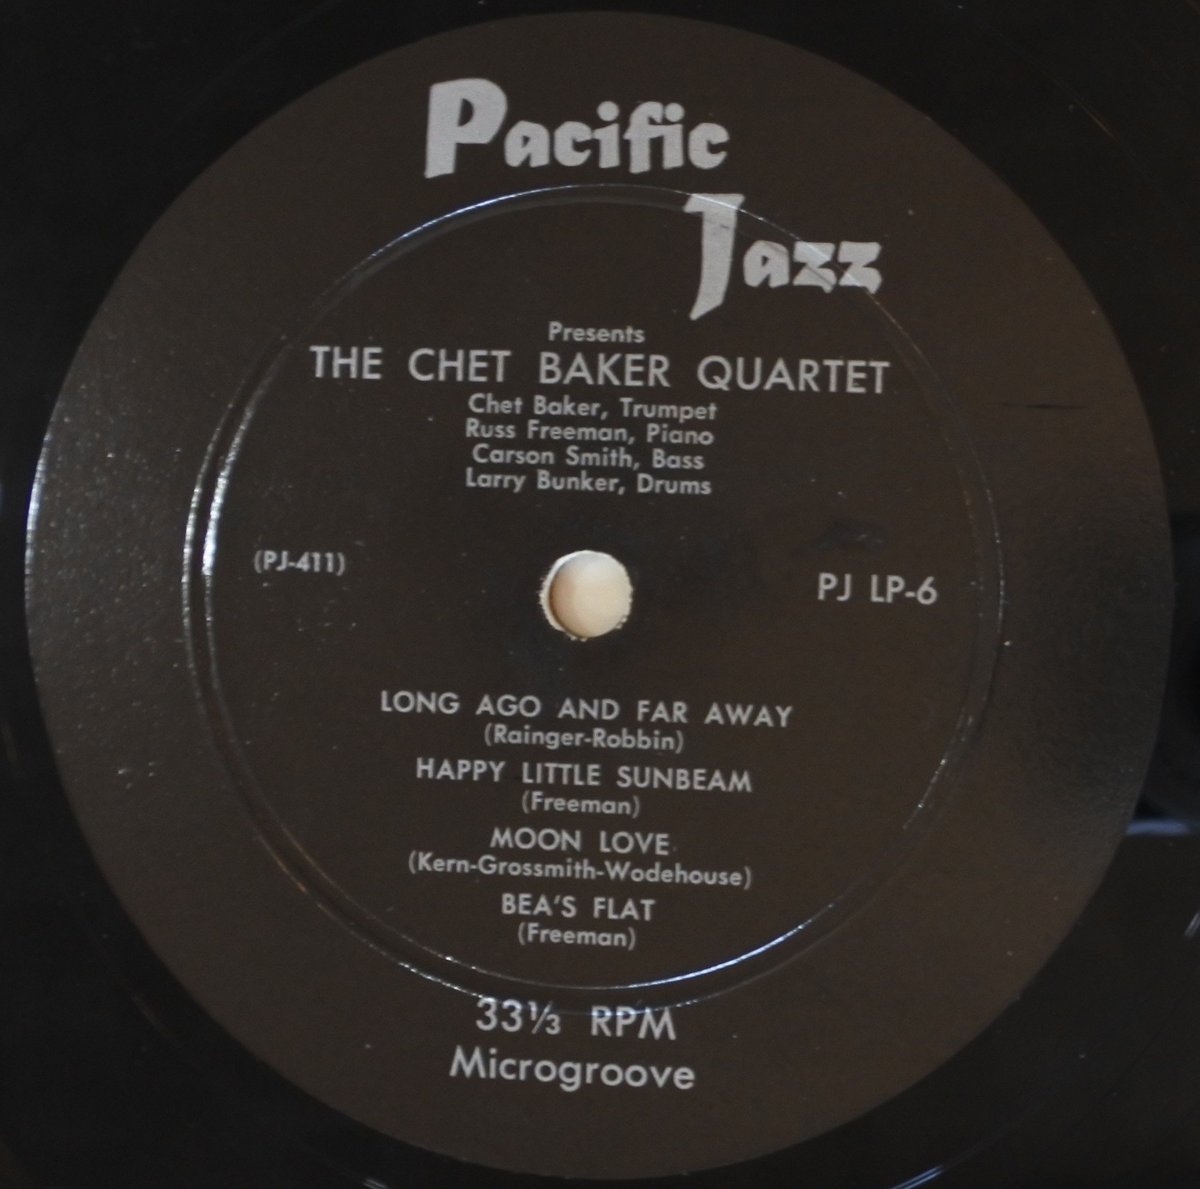 Pacific
Jazz
Presents
THE CHET BAKER QUARTET
Chet Baker, Trumpet
Russ Freeman, Piano
Carson Smith, Bass
Larry Bunker, Drums
(PJ-411)
PJ LP-6
LONG AGO AND FAR AWAY
(Rainger-Robbin)
HAPPY LITTLE SUNBEAM
(Freeman)
MOON LOVE
(Kern-Grossmith-Wodehouse)
BEA'S FLAT
(Freeman)
33⅓ RPM
Microgroove